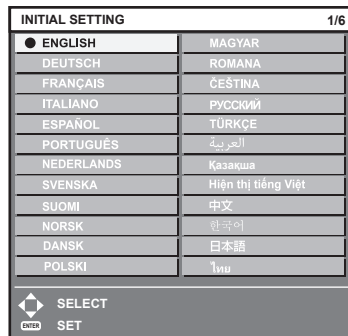 INITIAL SETTING 1/6
ENGLISH
DEUTSCH
FRANÇAIS
ITALIANO
ESPAÑOL
PORTUGUÊS
NEDERLANDS
SVENSKA
SUOMI
NORSK
DANSK
POLSKI
MAGYAR
ROMANA
ČEŠTINA
РУССКИЙ
TÜRKÇE
العربية
Қазақша
Hiện thị tiếng Việt
中文
한국어
日本語
ไทย
SELECT
ENTER SET